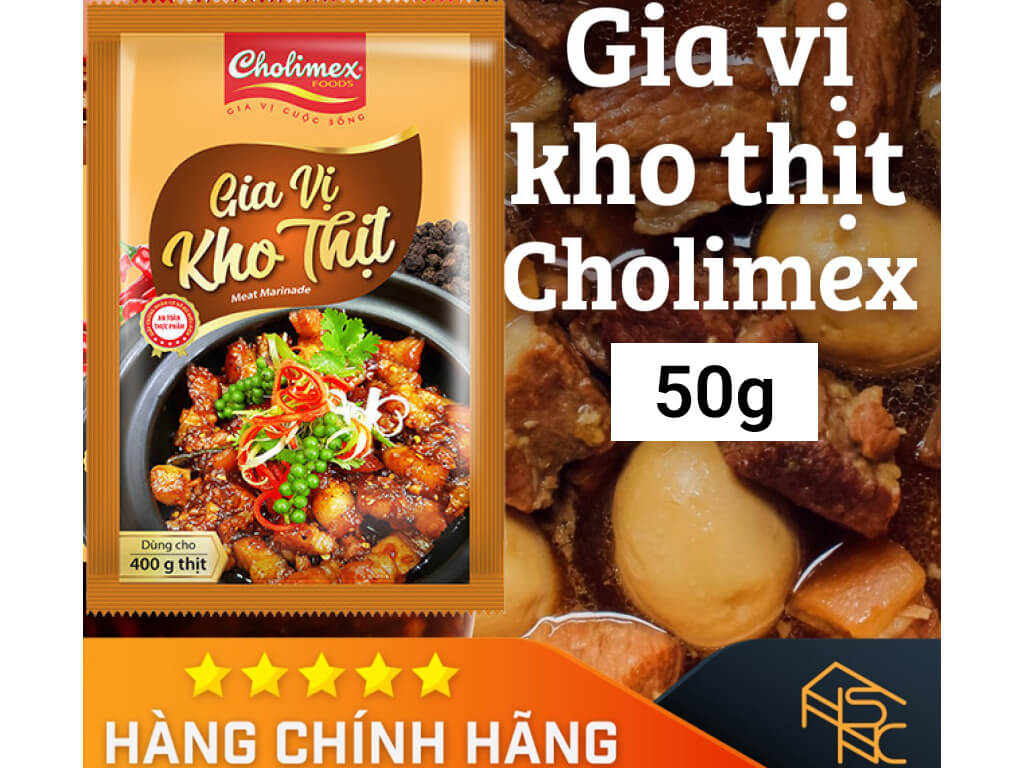 Cholimex
FOODS
GIA VỊ CUỘC SỐNG
Gia Vị
Kho Thịt
Meat Marinade
AN TOÀN
THỰC PHẨM
Dùng cho
400 g thịt
Gia vị
kho thịt
Cholimex
50g
HÀNG CHÍNH HÃNG
NSNC